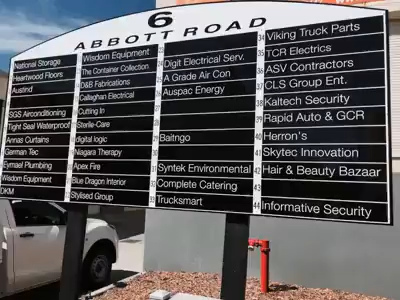 6
ABBOTT ROAD
National Storage
Heartwood Floors
Austind
SGS Airconditioning
Tight Seal Waterproof
Annas Curtains
German Tec
Eymael Plumbing
Wisdom Equipment
DKM
Wisdom Equipment
The Container Collection
D&B Fabrications
Callaghan Electrical
Cutting In
Sterile-Care
digital logic
Niagara Therapy
Apex Fire
Blue Dragon Interior
Stylised Group
Digit Electrical Serv.
A Grade Air Con
Auspac Energy
Baitngo
Syntek Environmental
Complete Catering
Trucksmart
34 Viking Truck Parts
35 TCR Electrics
36 ASV Contractors
37 CLS Group Ent.
38 Kaltech Security
39 Rapid Auto & GCR
40 Herron's
41 Skytec Innovation
42 Hair & Beauty Bazaar
43
44 Informative Security